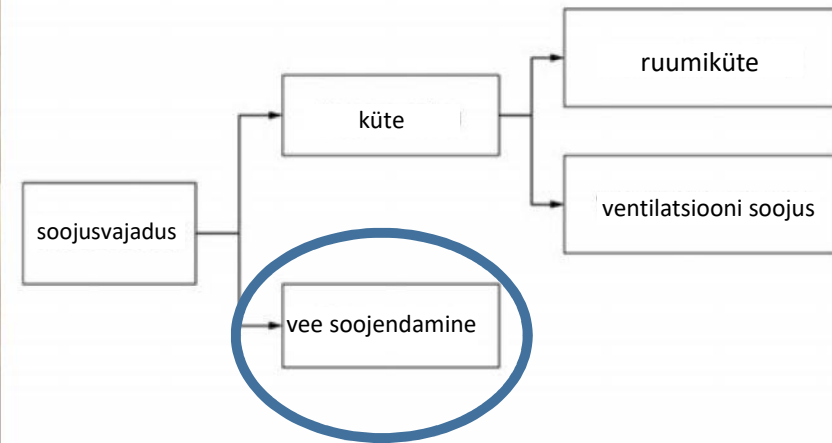 ruumiküte
küte
ventilatsiooni soojus
soojusvajadus
vee soojendamine